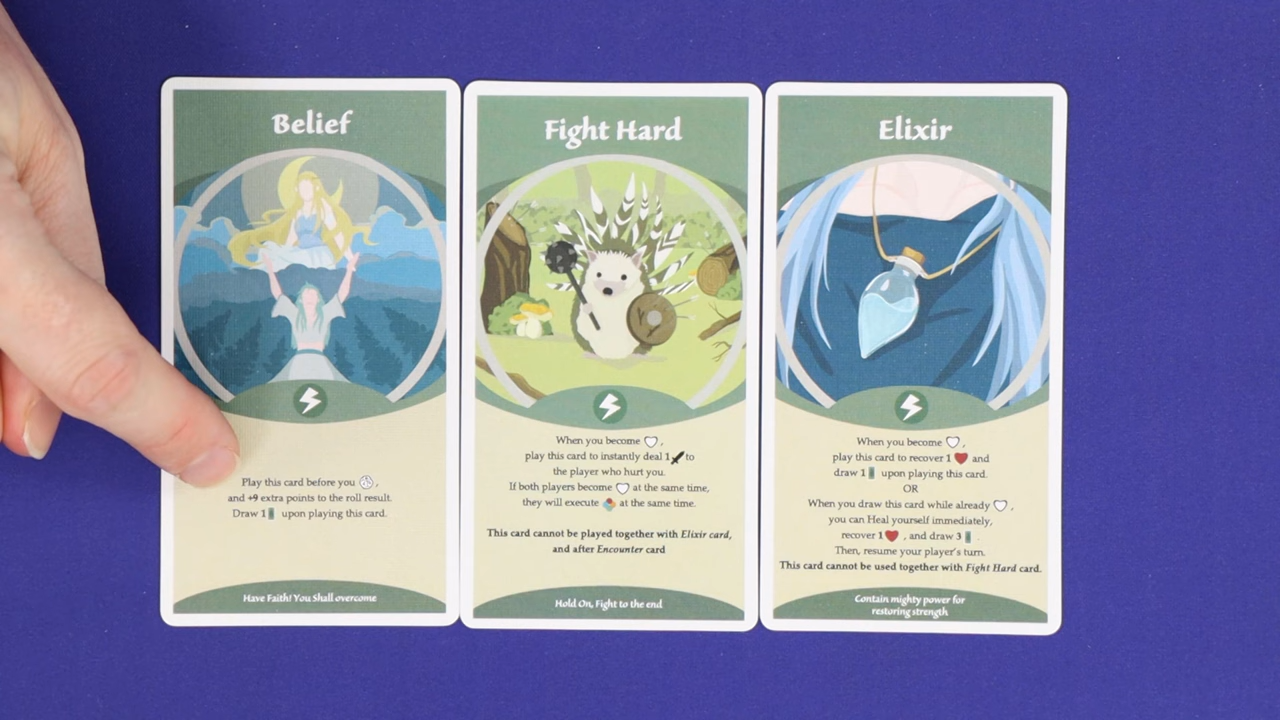 Belief
Play this card before you ,
and +9 extra points to the roll result.
Draw 1 upon playing this card.
Have Faith! You Shall overcome
Fight Hard
When you become ,
play this card to instantly deal 1 to
the player who hurt you.
If both players become at the same time,
they will execute at the same time.
This card cannot be played together with Elixir card,
and after Encounter card
Hold On, Fight to the end
Elixir
When you become ,
play this card to recover 1 and
draw 1 upon playing this card.
OR
When you draw this card while already ,
you can Heal yourself immediately,
recover 1 , and draw 3 .
Then, resume your player's turn.
This card cannot be used together with Fight Hard card.
Contain mighty power for
restoring strength